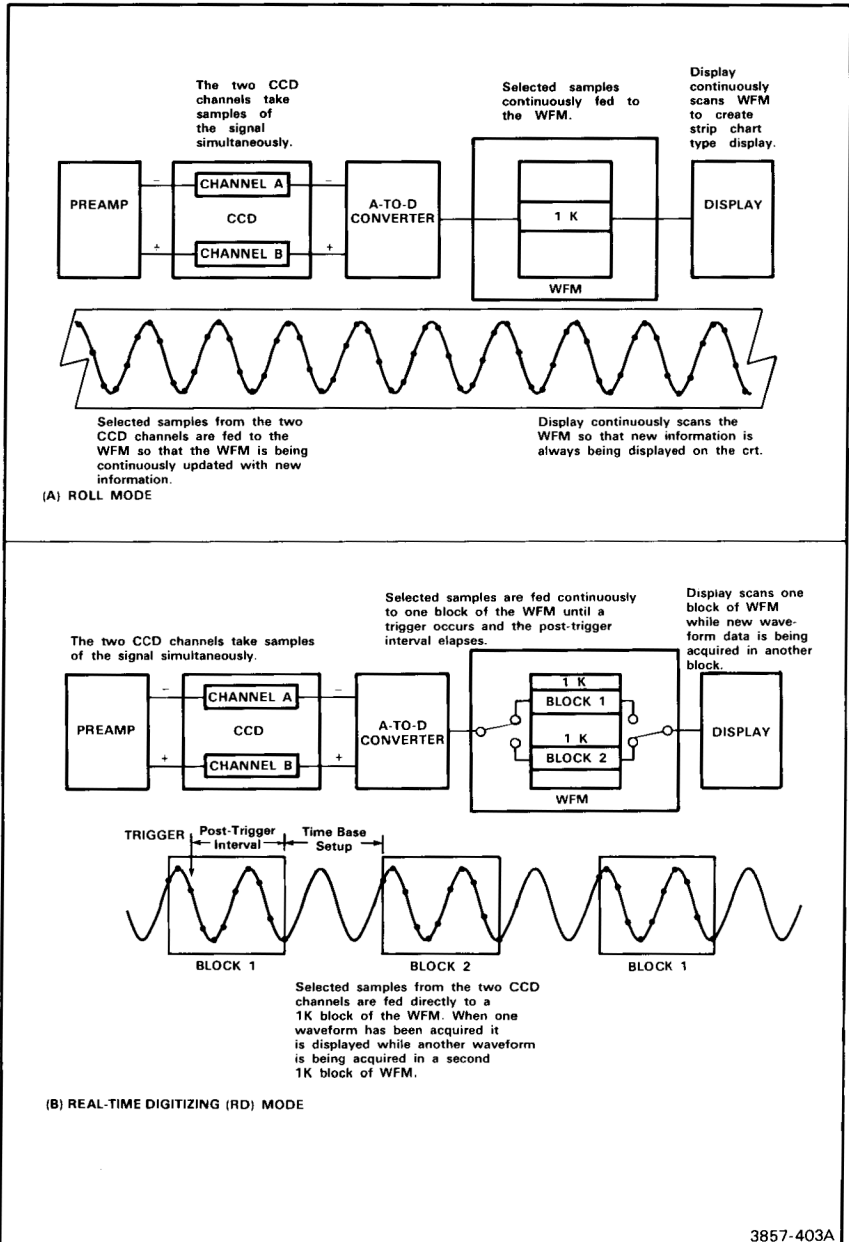 The two CCD
channels take
samples of
the signal
simultaneously.
Selected samples
continuously fed to
the WFM.
Display
continuously
scans WFM
to create
strip chart
type display.
PREAMP
–
+
CHANNEL A
CCD
CHANNEL B
–
+
A-TO-D
CONVERTER
1 K
WFM
DISPLAY
Selected samples from the two
CCD channels are fed to the
WFM so that the WFM is being
continuously updated with new
information.
Display continuously scans the
WFM so that new information is
always being displayed on the crt.
(A) ROLL MODE
The two CCD channels take samples
of the signal simultaneously.
Selected samples are fed continuously
to one block of the WFM until a
trigger occurs and the post-trigger
interval elapses.
Display scans one
block of WFM
while new wave-
form data is being
acquired in another
block.
PREAMP
–
+
CHANNEL A
CCD
CHANNEL B
–
+
A-TO-D
CONVERTER
1 K
BLOCK 1
1 K
BLOCK 2
WFM
DISPLAY
TRIGGER
Post-Trigger
Interval
Time Base
Setup
BLOCK 1
BLOCK 2
BLOCK 1
Selected samples from the two CCD
channels are fed directly to a
1K block of the WFM. When one
waveform has been acquired it
is displayed while another waveform
is being acquired in a second
1K block of WFM.
(B) REAL-TIME DIGITIZING (RD) MODE
3857-403A